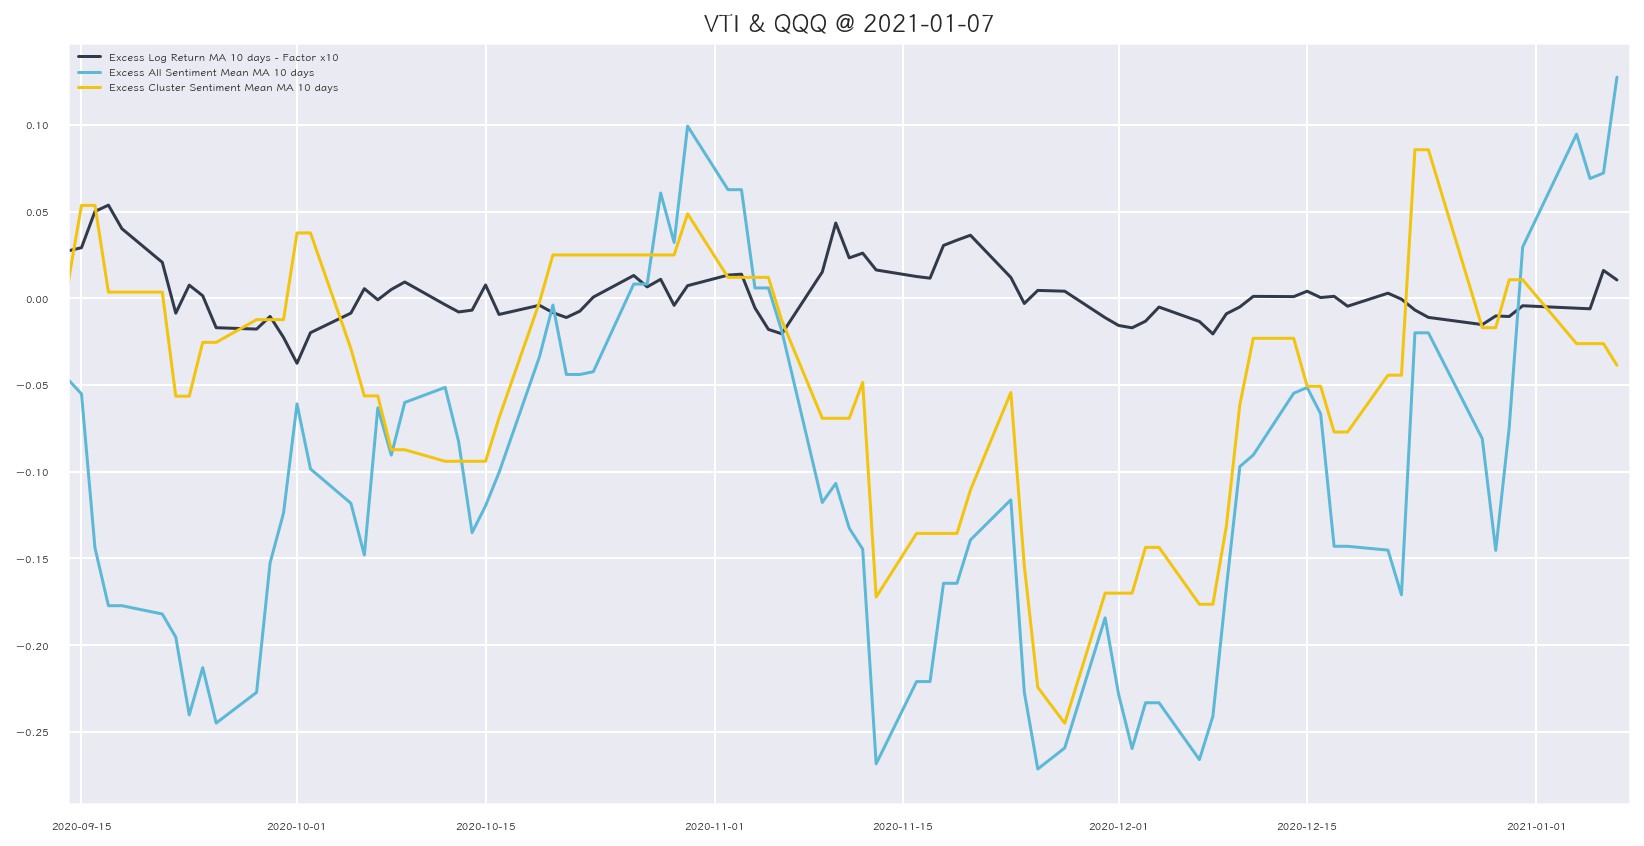 VTI & QQQ @ 2021-01-07
Excess Log Return MA 10 days - Factor x10
Excess All Sentiment Mean MA 10 days
Excess Cluster Sentiment Mean MA 10 days
0.10
0.05
0.00
−0.05
−0.10
−0.15
−0.20
−0.25
2020-09-15 2020-10-01 2020-10-15 2020-11-01 2020-11-15 2020-12-01 2020-12-15 2021-01-01